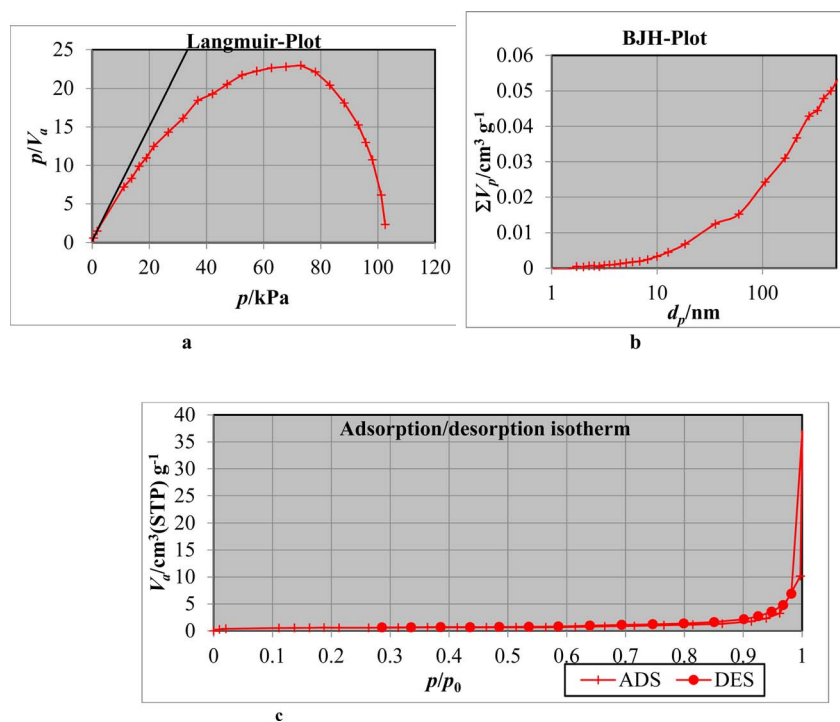 Langmuir-Plot
25
20
15
10
5
0
p/Va
0 20 40 60 80 100 120
p/kPa
a
BJH-Plot
0.06
0.05
0.04
0.03
0.02
0.01
0
ΣVp/cm³ g⁻¹
1 10 100
dp/nm
b
Adsorption/desorption isotherm
40
35
30
25
20
15
10
5
0
Va/cm³(STP) g⁻¹
0 0.1 0.2 0.3 0.4 0.5 0.6 0.7 0.8 0.9 1
p/p0
ADS DES
c